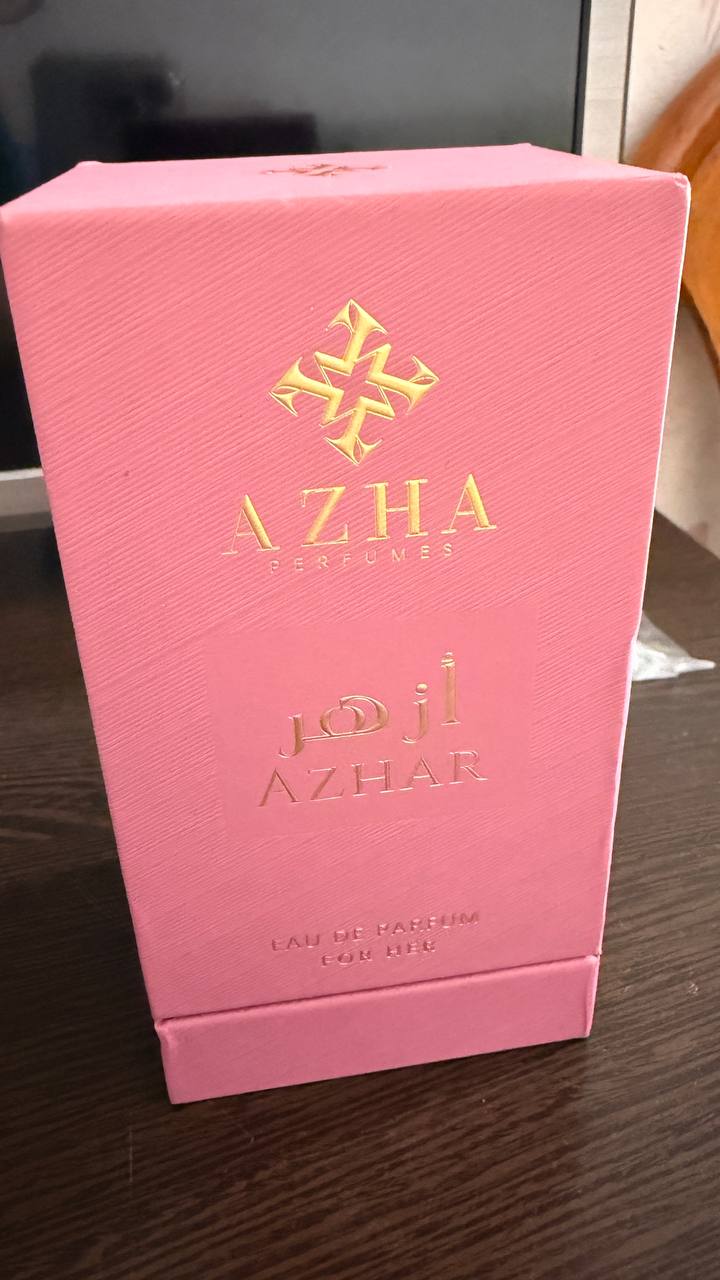 AZHA
PERFUMES
أزهر
AZHAR
EAU DE PARFUM
FOR HER